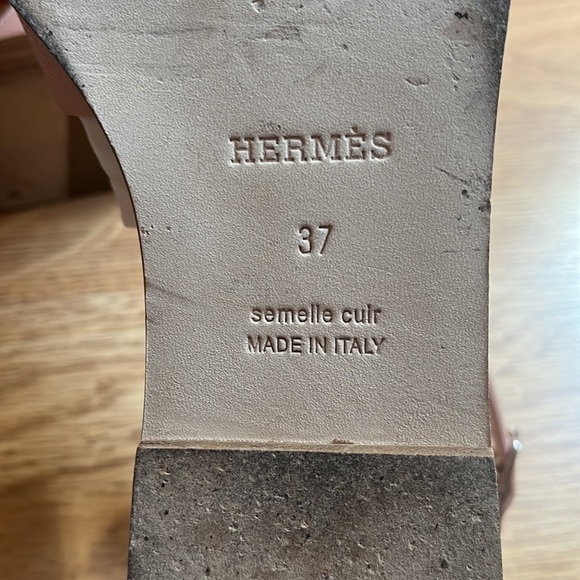 HERMÈS
37
semelle cuir
MADE IN ITALY